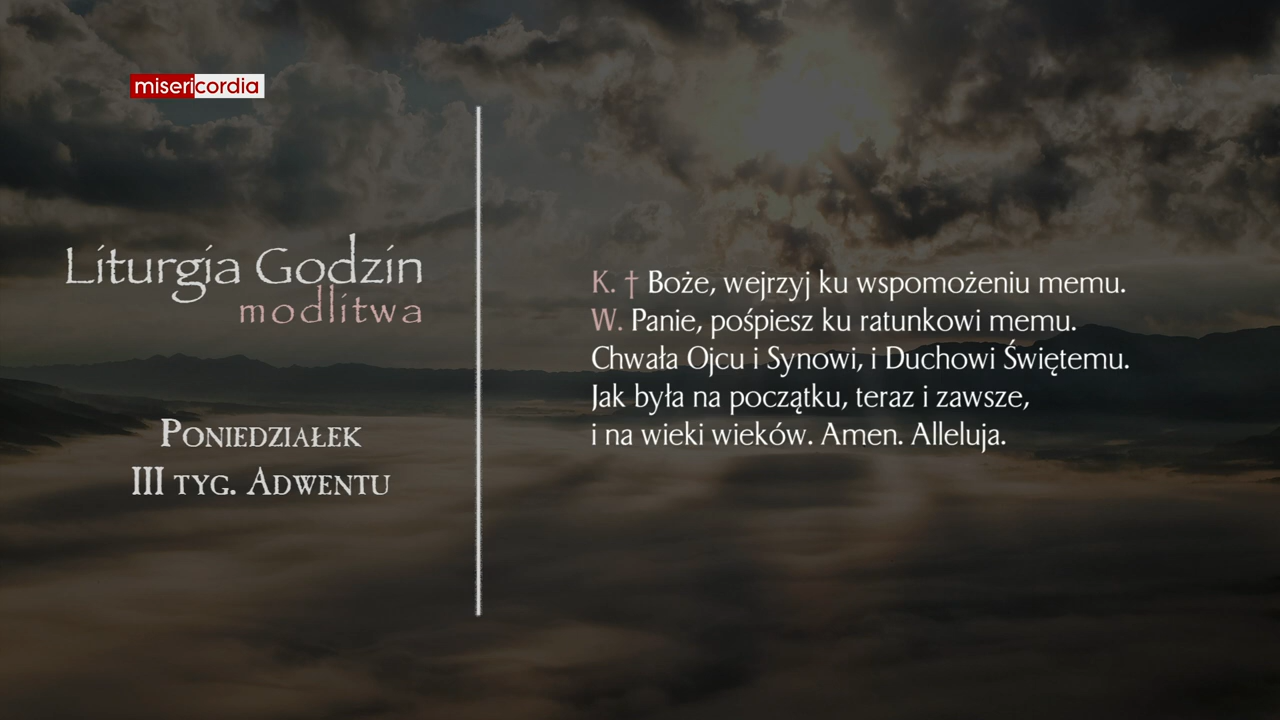 misericordia
Liturgia Godzin
modlitwa
Poniedziałek
III tyg. Adwentu
K. † Boże, wejrzyj ku wspomożeniu memu.
W. Panie, pośpiesz ku ratunkowi memu.
Chwała Ojcu i Synowi, i Duchowi Świętemu.
Jak była na początku, teraz i zawsze,
i na wieki wieków. Amen. Alleluja.